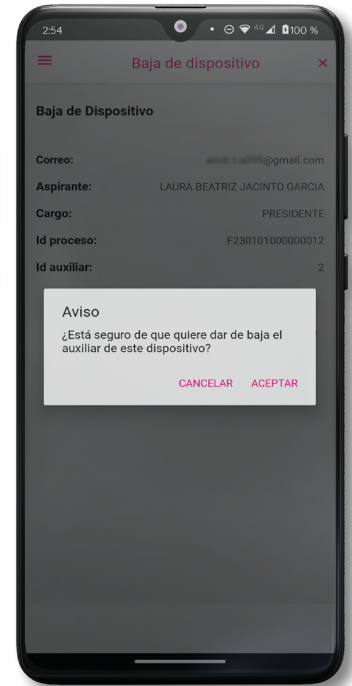 2:54 4G 100 %
Baja de dispositivo ×
Baja de Dispositivo
Correo: @gmail.com
Aspirante: LAURA BEATRIZ JACINTO GARCIA
Cargo: PRESIDENTE
Id proceso: F230101000000012
Id auxiliar: 2
Aviso
¿Está seguro de que quiere dar de baja el
auxiliar de este dispositivo?
CANCELAR ACEPTAR